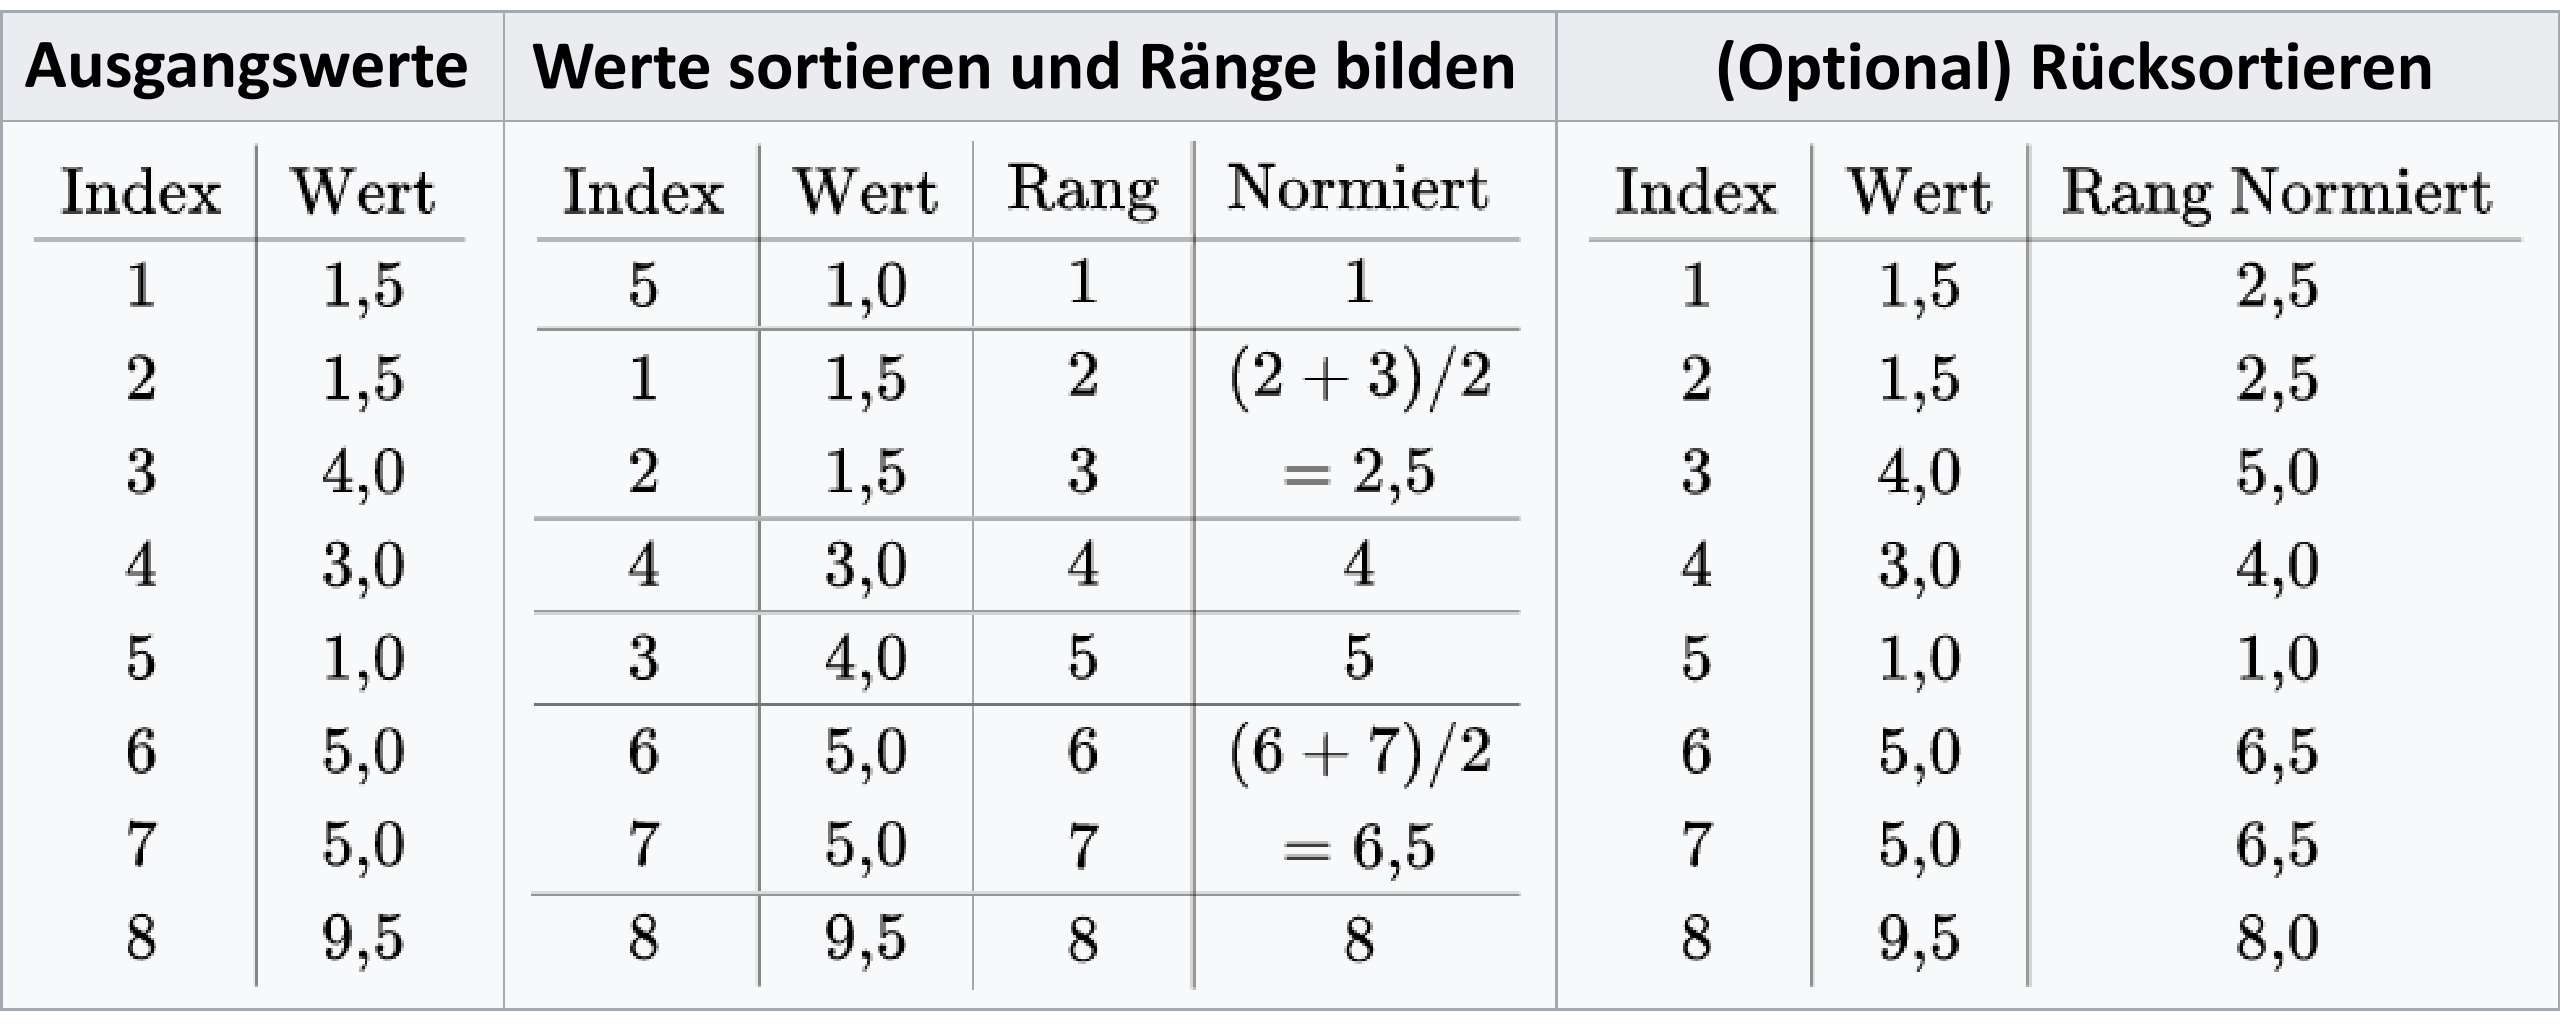 Ausgangswerte
Index Wert
1 1,5
2 1,5
3 4,0
4 3,0
5 1,0
6 5,0
7 5,0
8 9,5
Werte sortieren und Ränge bilden
Index Wert Rang Normiert
5 1,0 1 1
1 1,5 2 (2 + 3)/2
2 1,5 3 = 2,5
4 3,0 4 4
3 4,0 5 5
6 5,0 6 (6 + 7)/2
7 5,0 7 = 6,5
8 9,5 8 8
(Optional) Rücksortieren
Index Wert Rang Normiert
1 1,5 2,5
2 1,5 2,5
3 4,0 5,0
4 3,0 4,0
5 1,0 1,0
6 5,0 6,5
7 5,0 6,5
8 9,5 8,0